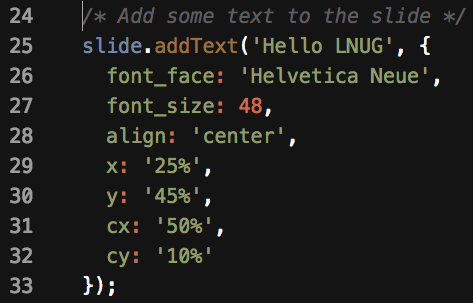 24 /* Add some text to the slide */
25 slide.addText('Hello LNUG', {
26 font_face: 'Helvetica Neue',
27 font_size: 48,
28 align: 'center',
29 x: '25%',
30 y: '45%',
31 cx: '50%',
32 cy: '10%'
33 });